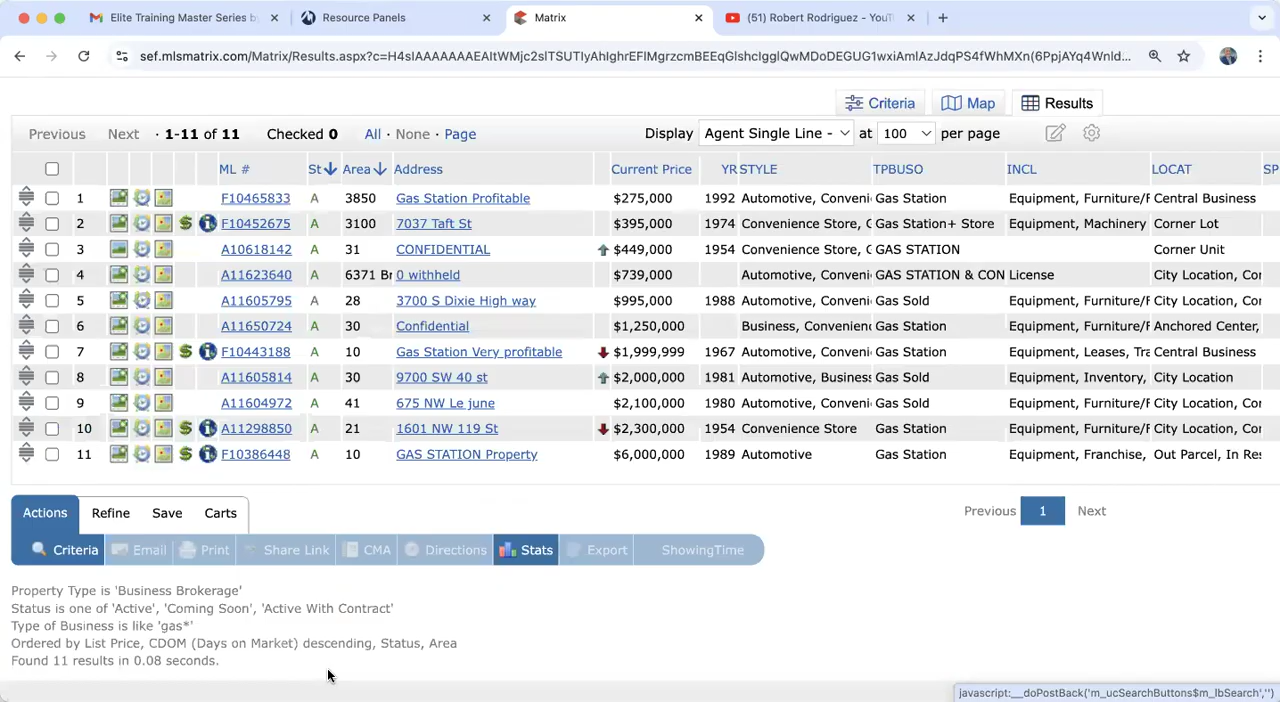 Elite Training Master Series by
Resource Panels
Matrix
(51) Robert Rodriguez - YouT
sef.mlsmatrix.com/Matrix/Results.aspx?c=
Criteria Map Results
Previous Next · 1-11 of 11 Checked 0 All · None · Page Display Agent Single Line - at 100 per page
ML # St Area Address Current Price YR STYLE TPBUSO INCL LOCAT SP
1 F10465833 A 3850 Gas Station Profitable $275,000 1992 Automotive, Conveni Gas Station Equipment, Furniture/F Central Business
2 $ F10452675 A 3100 7037 Taft St $395,000 1974 Convenience Store, C Gas Station+ Store Equipment, Machinery Corner Lot
3 A10618142 A 31 CONFIDENTIAL $449,000 1954 Convenience Store, C GAS STATION Corner Unit
4 A11623640 A 6371 Br 0 withheld $739,000 Automotive, Conveni GAS STATION & CON License City Location, Cor
5 A11605795 A 28 3700 S Dixie High way $995,000 1988 Automotive, Conveni Gas Sold Equipment, Furniture/F City Location, Cor
6 A11650724 A 30 Confidential $1,250,000 Business, Convenienc Gas Station Equipment, Furniture/F Anchored Center,
7 $ F10443188 A 10 Gas Station Very profitable $1,999,999 1967 Automotive, Conveni Gas Station Equipment, Leases, Tra Central Business
8 A11605814 A 30 9700 SW 40 st $2,000,000 1981 Automotive, Business Gas Sold Equipment, Inventory, City Location
9 A11604972 A 41 675 NW Le june $2,100,000 1980 Automotive, Conveni Gas Sold Equipment, Furniture/F City Location, Cor
10 $ A11298850 A 21 1601 NW 119 St $2,300,000 1954 Convenience Store Gas Station Equipment, Furniture/F City Location, Cor
11 $ F10386448 A 10 GAS STATION Property $6,000,000 1989 Automotive Gas Station Equipment, Franchise, Out Parcel, In Res
Actions Refine Save Carts Previous 1 Next
Criteria Email Print Share Link CMA Directions Stats Export ShowingTime
Property Type is 'Business Brokerage'
Status is one of 'Active', 'Coming Soon', 'Active With Contract'
Type of Business is like 'gas*'
Ordered by List Price, CDOM (Days on Market) descending, Status, Area
Found 11 results in 0.08 seconds.
javascript:__doPostBack('m_ucSearchButtons$m_lbSearch','')